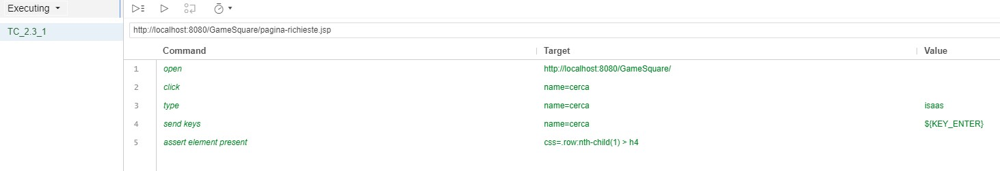 Executing
TC_2.3_1
http://localhost:8080/GameSquare/pagina-richieste.jsp
Command Target Value
1 open http://localhost:8080/GameSquare/
2 click name=cerca
3 type name=cerca isaas
4 send keys name=cerca ${KEY_ENTER}
5 assert element present css=.row:nth-child(1) > h4